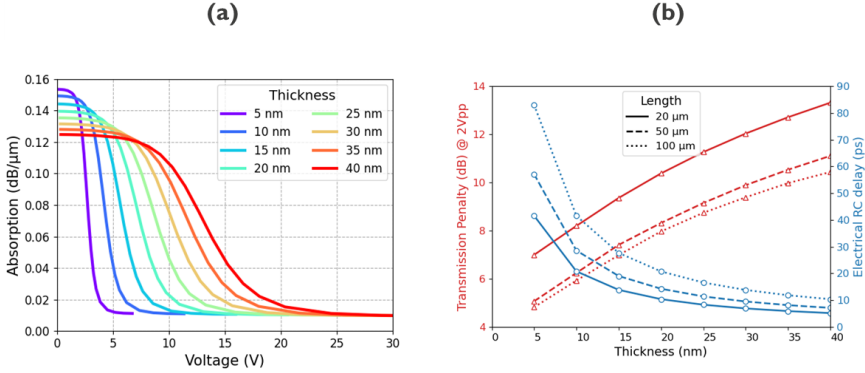 (a)
(b)
Absorption (dB/μm)
0.16
0.14
0.12
0.10
0.08
0.06
0.04
0.02
0.00
Thickness
5 nm
10 nm
15 nm
20 nm
25 nm
30 nm
35 nm
40 nm
0 5 10 15 20 25 30
Voltage (V)
Transmission Penalty (dB) @ 2Vpp
14
12
10
8
6
4
Length
20 μm
50 μm
100 μm
90
80
70
60
50
40
30
20
10
0
Electrical RC delay (ps)
0 5 10 15 20 25 30 35 40
Thickness (nm)